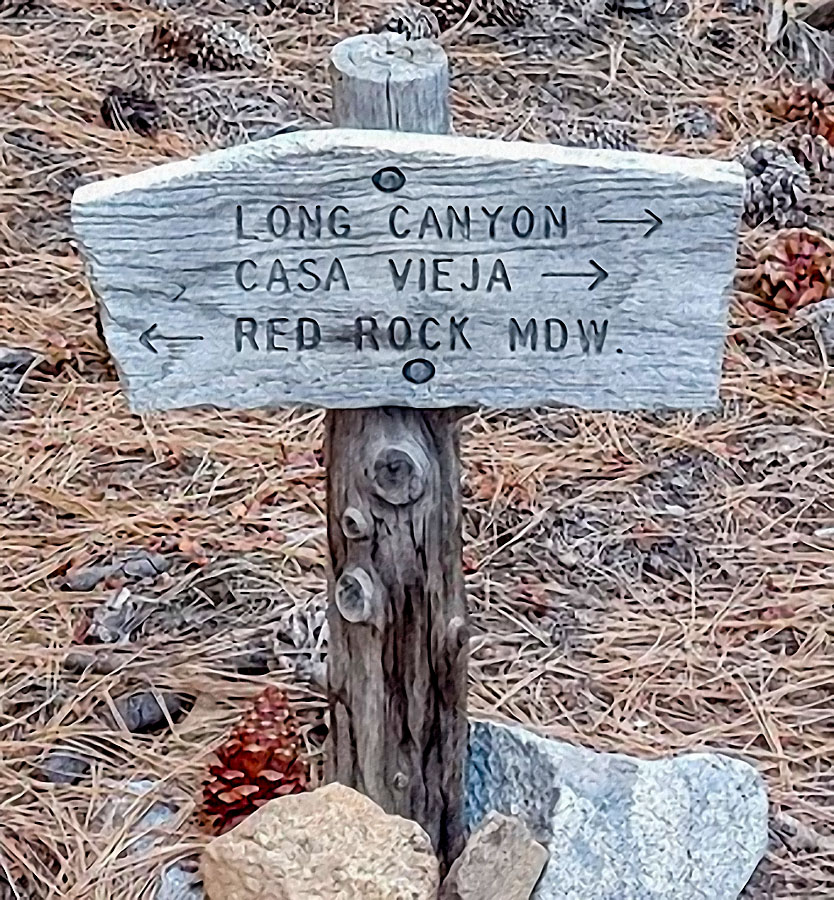 LONG CANYON →
CASA VIEJA →
← RED ROCK MDW.